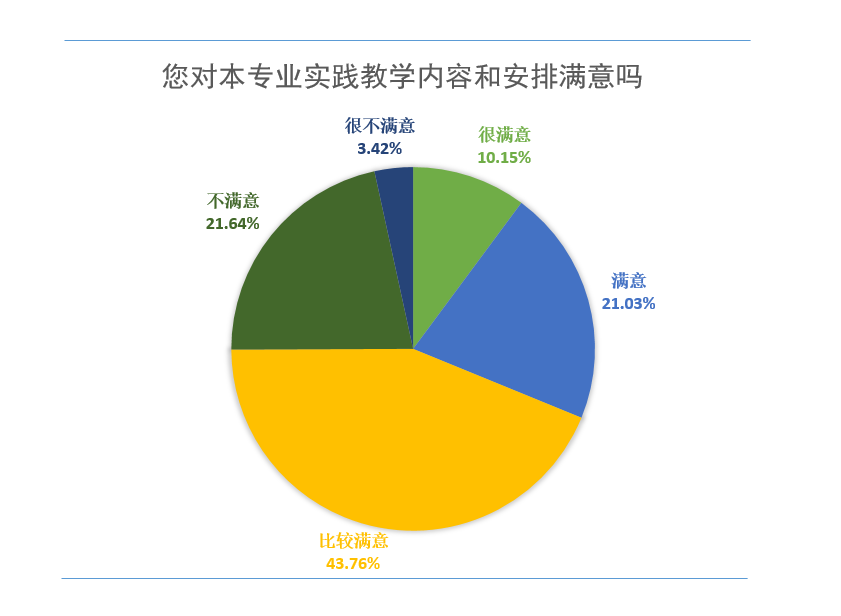 您对本专业实践教学内容和安排满意吗
很不满意
3.42%
很满意
10.15%
不满意
21.64%
满意
21.03%
比较满意
43.76%